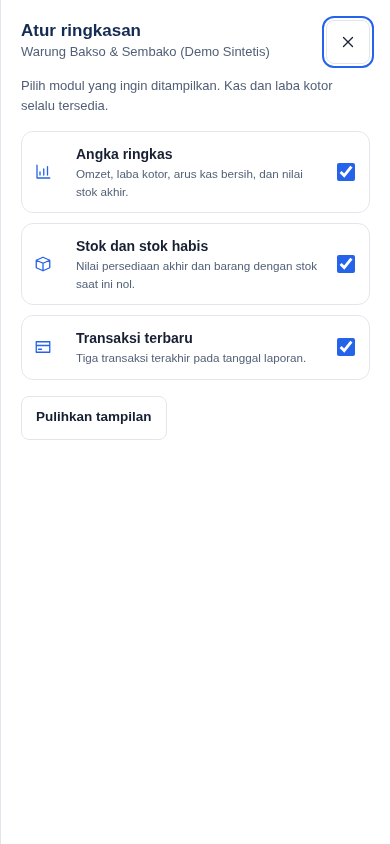 Atur ringkasan
Warung Bakso & Sembako (Demo Sintetis)
Pilih modul yang ingin ditampilkan. Kas dan laba kotor
selalu tersedia.
Angka ringkas
Omzet, laba kotor, arus kas bersih, dan nilai
stok akhir.
Stok dan stok habis
Nilai persediaan akhir dan barang dengan stok
saat ini nol.
Transaksi terbaru
Tiga transaksi terakhir pada tanggal laporan.
Pulihkan tampilan